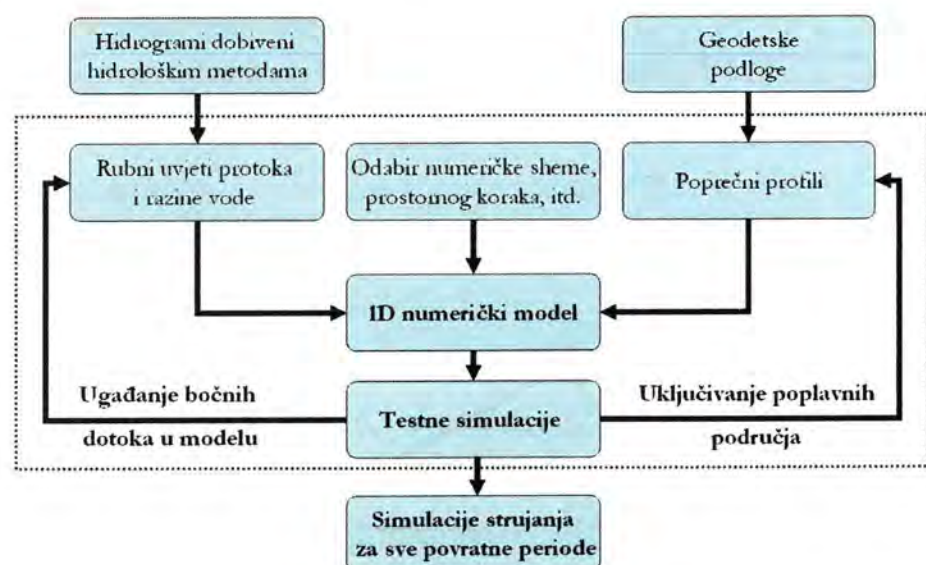 Hidrogrami dobiveni
hidrološkim metodama
Geodetske
podloge
Rubni uvjeti protoka
i razine vode
Odabir numeričke sheme,
prostornog koraka, itd.
Poprečni profili
1D numerički model
Ugađanje bočnih
dotoka u modelu
Testne simulacije
Uključivanje poplavnih
područja
Simulacije strujanja
za sve povratne periode